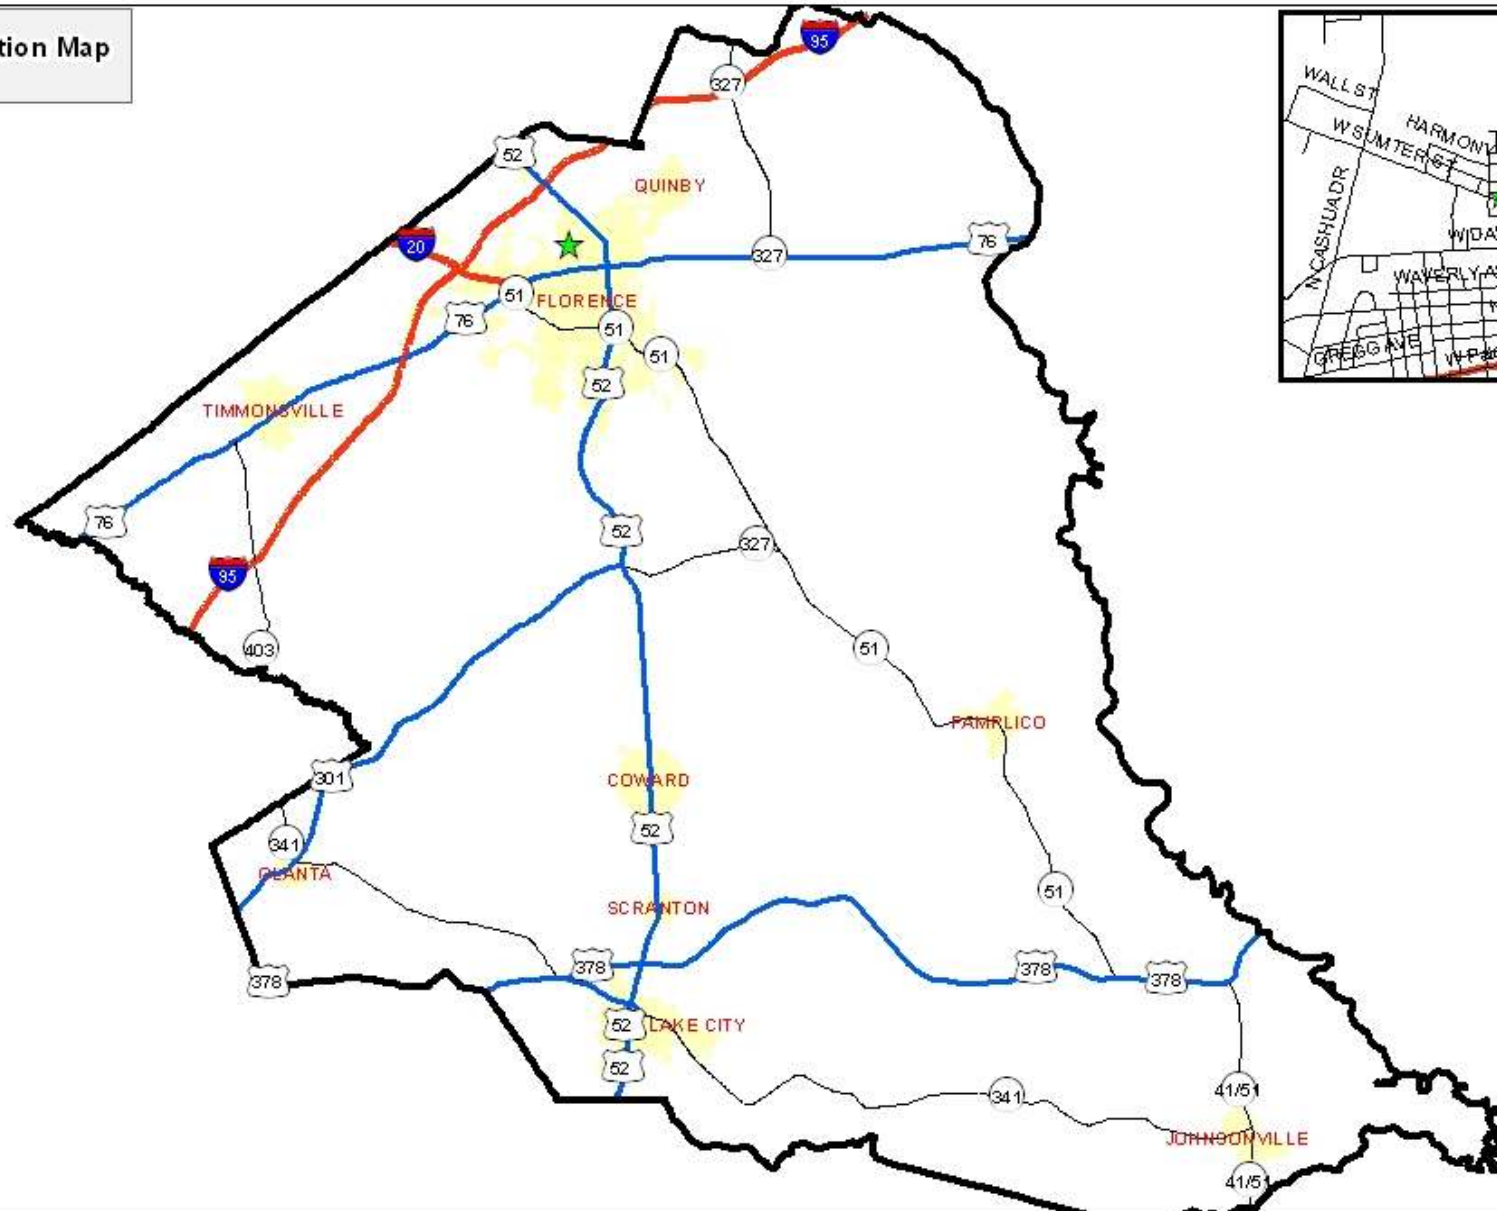 tion Map
95
327
52
QUINBY
20
76
327
51
FLORENCE
76
51
51
52
TIMMONSVILLE
76
52
327
95
403
51
PAMPLICO
301
COWARD
52
341
OLANTA
51
SCRANTON
378
378
378
378
52
LAKE CITY
52
341
41/51
JOHNSONVILLE
41/51
WALL ST
HARMONY
W SUMTER ST
N CASHUA DR
W DA
WAVERLY A
GREGG AVE
W Pal